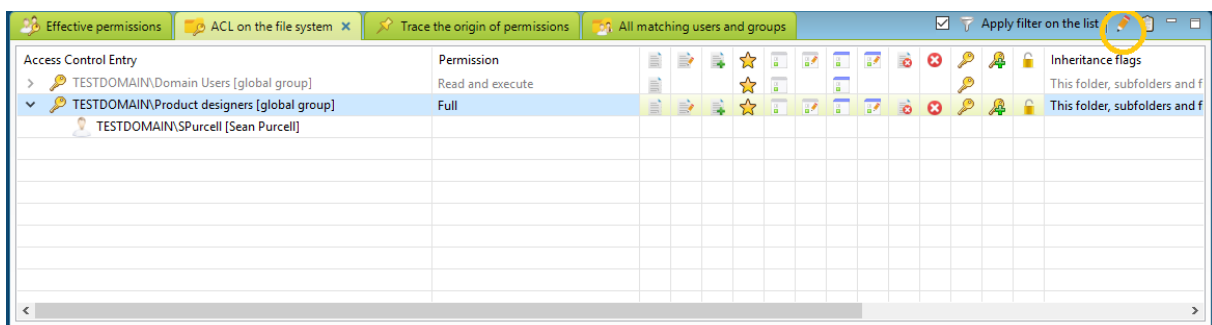 Effective permissions ACL on the file system Trace the origin of permissions All matching users and groups Apply filter on the list
Access Control Entry Permission Inheritance flags
TESTDOMAIN\Domain Users [global group] Read and execute This folder, subfolders and f
TESTDOMAIN\Product designers [global group] Full This folder, subfolders and f
TESTDOMAIN\SPurcell [Sean Purcell]